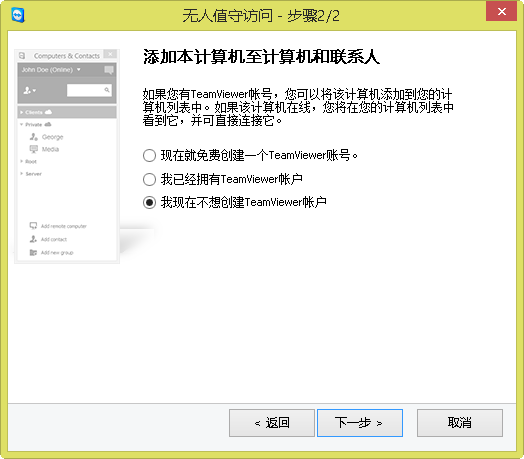 无人值守访问 - 步骤2/2
Computers & Contacts
John Doe (Online)
Clients
Private
George
Media
Root
Server
Add remote computer
Add contact
Add new group
添加本计算机至计算机和联系人
如果您有TeamViewer帐号，您可以将该计算机添加到您的计
算机列表中。如果该计算机在线，您将在您的计算机列表中
看到它，并可直接连接它。
现在就免费创建一个TeamViewer账号。
我已经拥有TeamViewer帐户
我现在不想创建TeamViewer帐户
< 返回
下一步 >
取消